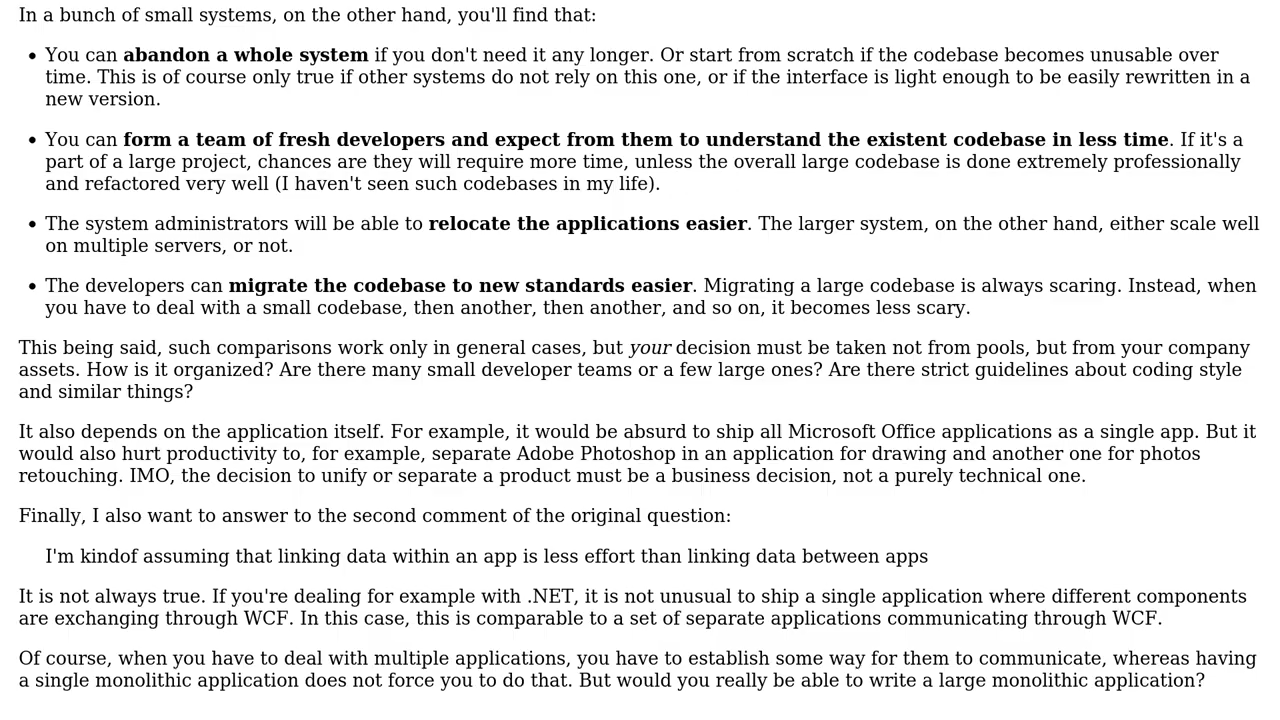 In a bunch of small systems, on the other hand, you'll find that:
• You can abandon a whole system if you don't need it any longer. Or start from scratch if the codebase becomes unusable over
time. This is of course only true if other systems do not rely on this one, or if the interface is light enough to be easily rewritten in a
new version.
• You can form a team of fresh developers and expect from them to understand the existent codebase in less time. If it's a
part of a large project, chances are they will require more time, unless the overall large codebase is done extremely professionally
and refactored very well (I haven't seen such codebases in my life).
• The system administrators will be able to relocate the applications easier. The larger system, on the other hand, either scale well
on multiple servers, or not.
• The developers can migrate the codebase to new standards easier. Migrating a large codebase is always scaring. Instead, when
you have to deal with a small codebase, then another, then another, and so on, it becomes less scary.
This being said, such comparisons work only in general cases, but your decision must be taken not from pools, but from your company
assets. How is it organized? Are there many small developer teams or a few large ones? Are there strict guidelines about coding style
and similar things?
It also depends on the application itself. For example, it would be absurd to ship all Microsoft Office applications as a single app. But it
would also hurt productivity to, for example, separate Adobe Photoshop in an application for drawing and another one for photos
retouching. IMO, the decision to unify or separate a product must be a business decision, not a purely technical one.
Finally, I also want to answer to the second comment of the original question:
I'm kindof assuming that linking data within an app is less effort than linking data between apps
It is not always true. If you're dealing for example with .NET, it is not unusual to ship a single application where different components
are exchanging through WCF. In this case, this is comparable to a set of separate applications communicating through WCF.
Of course, when you have to deal with multiple applications, you have to establish some way for them to communicate, whereas having
a single monolithic application does not force you to do that. But would you really be able to write a large monolithic application?